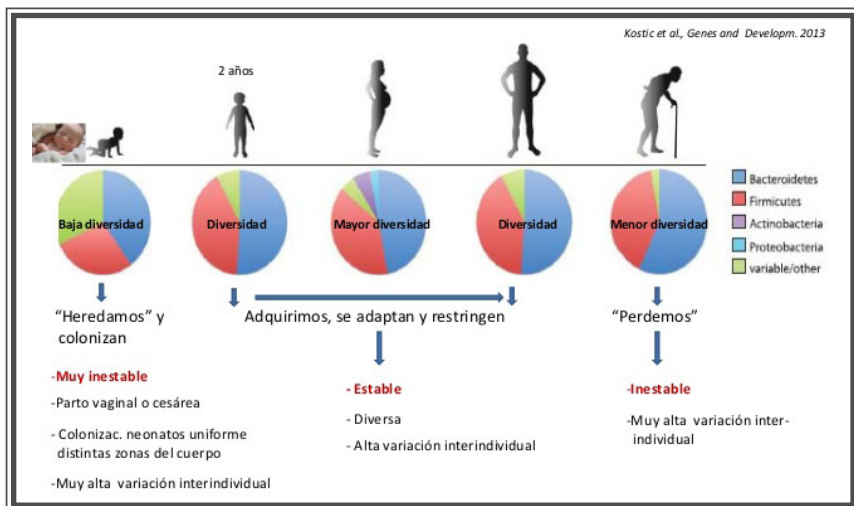 Kostic et al., Genes and Developm. 2013
2 años
Baja diversidad
Diversidad
Mayor diversidad
Diversidad
Menor diversidad
Bacteroidetes
Firmicutes
Actinobacteria
Proteobacteria
variable/other
“Heredamos” y
colonizan
Adquirimos, se adaptan y restringen
“Perdemos”
-Muy inestable
-Parto vaginal o cesárea
- Colonizac. neonatos uniforme
distintas zonas del cuerpo
-Muy alta variación interindividual
- Estable
- Diversa
- Alta variación interindividual
-Inestable
-Muy alta variación inter-
individual